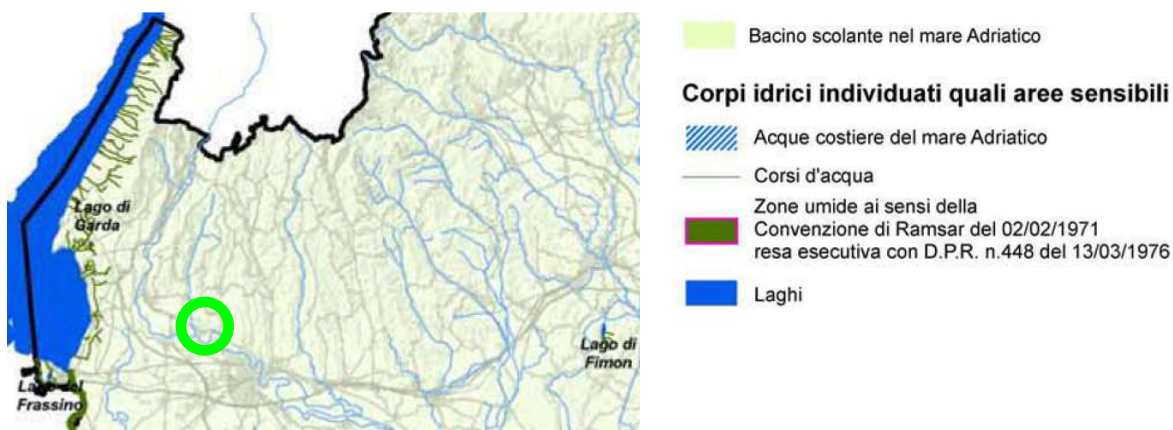 Lago di
Garda
Lago del
Frassino
Lago di
Fimon
Bacino scolante nel mare Adriatico
Corpi idrici individuati quali aree sensibili
Acque costiere del mare Adriatico
Corsi d'acqua
Zone umide ai sensi della
Convenzione di Ramsar del 02/02/1971
resa esecutiva con D.P.R. n.448 del 13/03/1976
Laghi